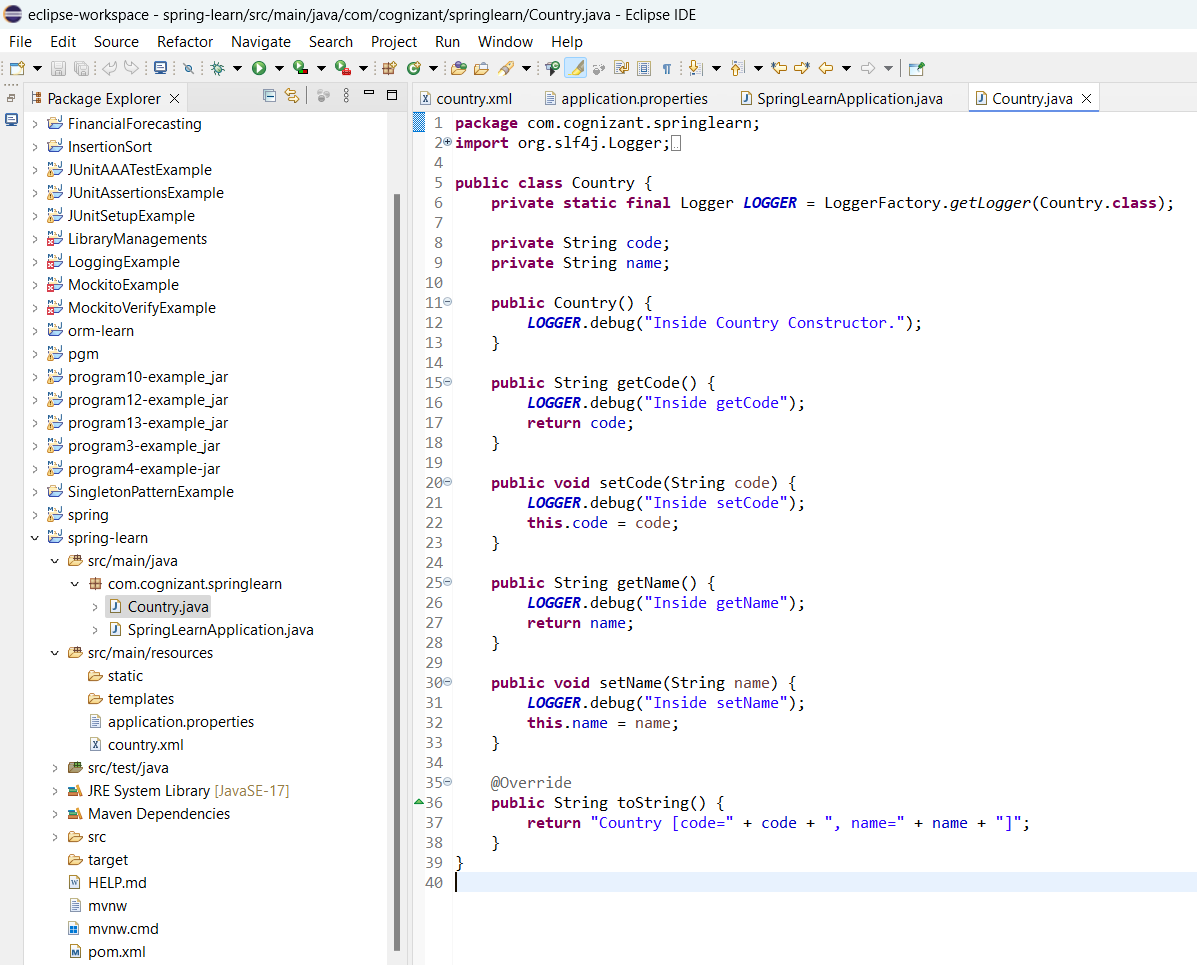 eclipse-workspace - spring-learn/src/main/java/com/cognizant/springlearn/Country.java - Eclipse IDE
File Edit Source Refactor Navigate Search Project Run Window Help
Package Explorer
FinancialForecasting
InsertionSort
JUnitAAATestExample
JUnitAssertionsExample
JUnitSetupExample
LibraryManagements
LoggingExample
MockitoExample
MockitoVerifyExample
orm-learn
pgm
program10-example_jar
program12-example_jar
program13-example_jar
program3-example_jar
program4-example-jar
SingletonPatternExample
spring
spring-learn
src/main/java
com.cognizant.springlearn
Country.java
SpringLearnApplication.java
src/main/resources
static
templates
application.properties
country.xml
src/test/java
JRE System Library [JavaSE-17]
Maven Dependencies
src
target
HELP.md
mvnw
mvnw.cmd
pom.xml
country.xml application.properties SpringLearnApplication.java Country.java
1 package com.cognizant.springlearn;
2 import org.slf4j.Logger;
4
5 public class Country {
6 private static final Logger LOGGER = LoggerFactory.getLogger(Country.class);
7
8 private String code;
9 private String name;
10
11 public Country() {
12 LOGGER.debug("Inside Country Constructor.");
13 }
14
15 public String getCode() {
16 LOGGER.debug("Inside getCode");
17 return code;
18 }
19
20 public void setCode(String code) {
21 LOGGER.debug("Inside setCode");
22 this.code = code;
23 }
24
25 public String getName() {
26 LOGGER.debug("Inside getName");
27 return name;
28 }
29
30 public void setName(String name) {
31 LOGGER.debug("Inside setName");
32 this.name = name;
33 }
34
35 @Override
36 public String toString() {
37 return "Country [code=" + code + ", name=" + name + "]";
38 }
39 }
40